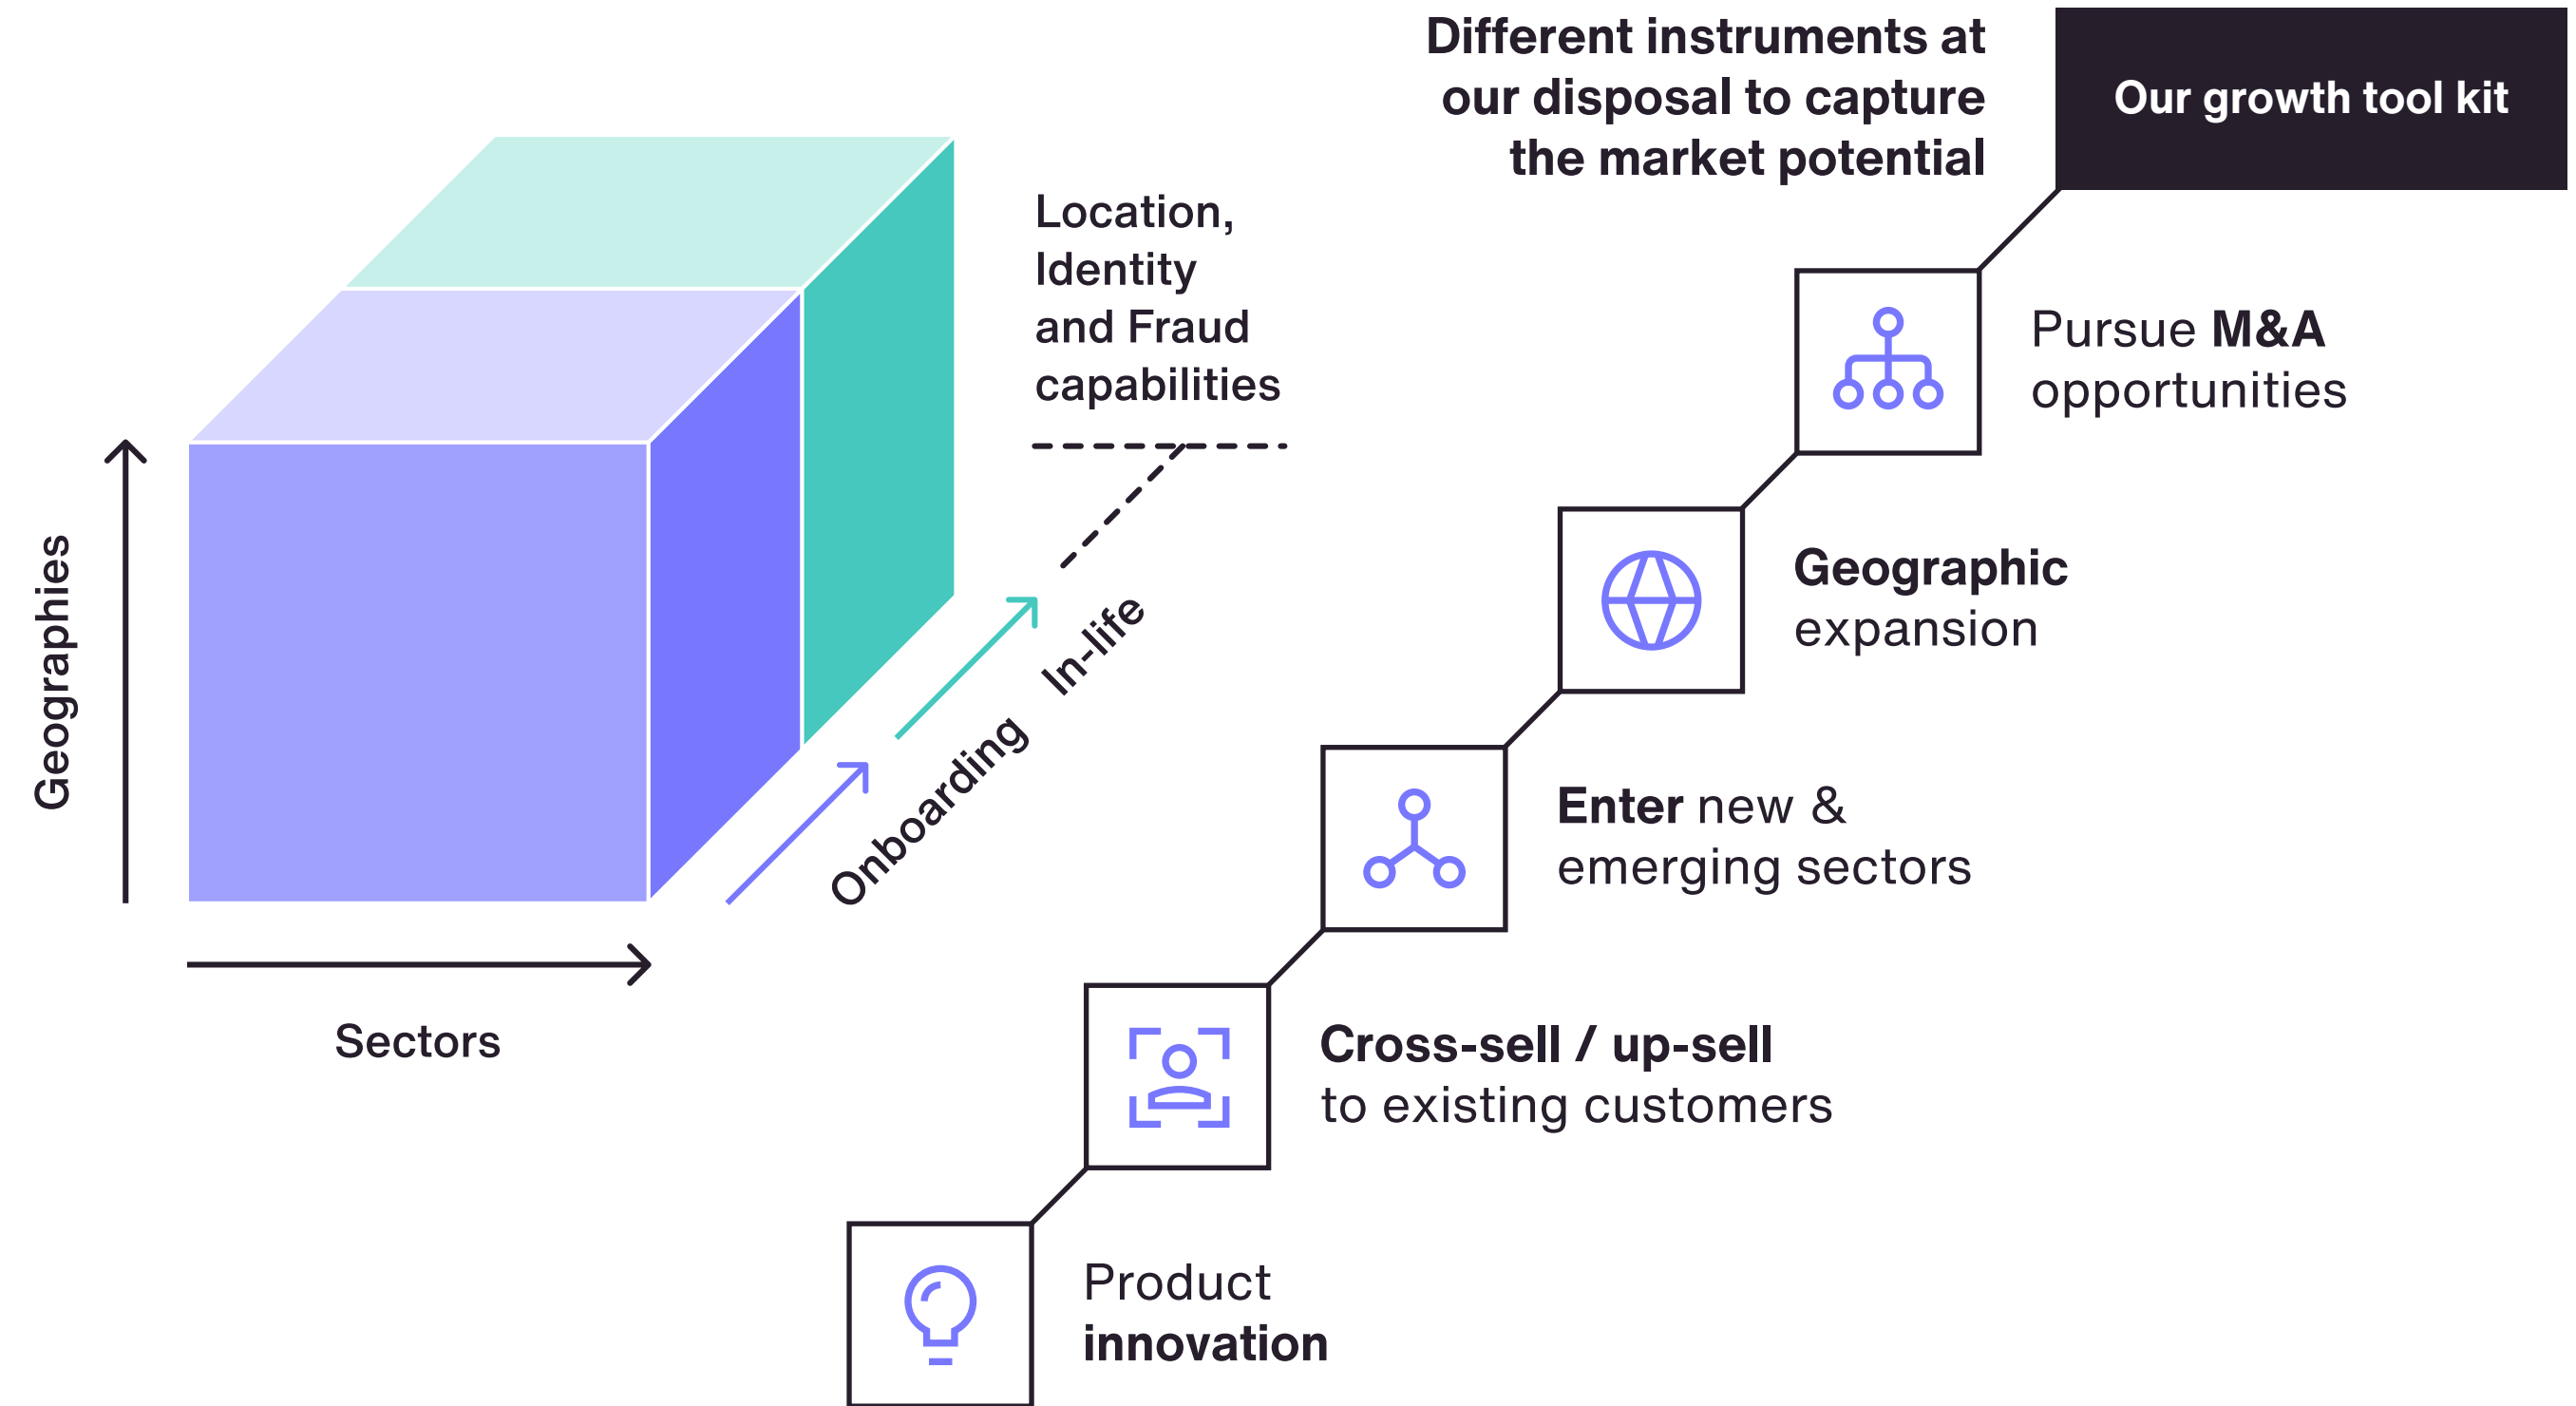 Different instruments at
our disposal to capture
the market potential
Our growth tool kit
Location,
Identity
and Fraud
capabilities
Geographies
Onboarding
In-life
Sectors
Pursue M&A
opportunities
Geographic
expansion
Enter new &
emerging sectors
Cross-sell / up-sell
to existing customers
Product
innovation